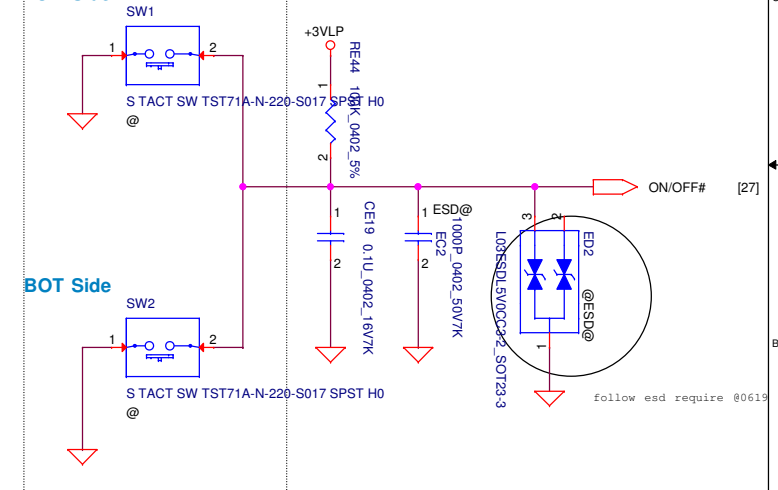 SW1
1
2
S TACT SW TST71A-N-220-S017 SPST H0
@
+3VLP
1
RE44
2
ON/OFF# [27]
1
2
CE19 0.1U_0402_16V7K
1
ESD@
2
EC2
1000P_0402_50V7K
3
2
ED2
@ESD@
1
L03ESDL5V0CC3-2_SOT23-3
follow esd require @0619
BOT Side
SW2
1
2
S TACT SW TST71A-N-220-S017 SPST H0
@
B